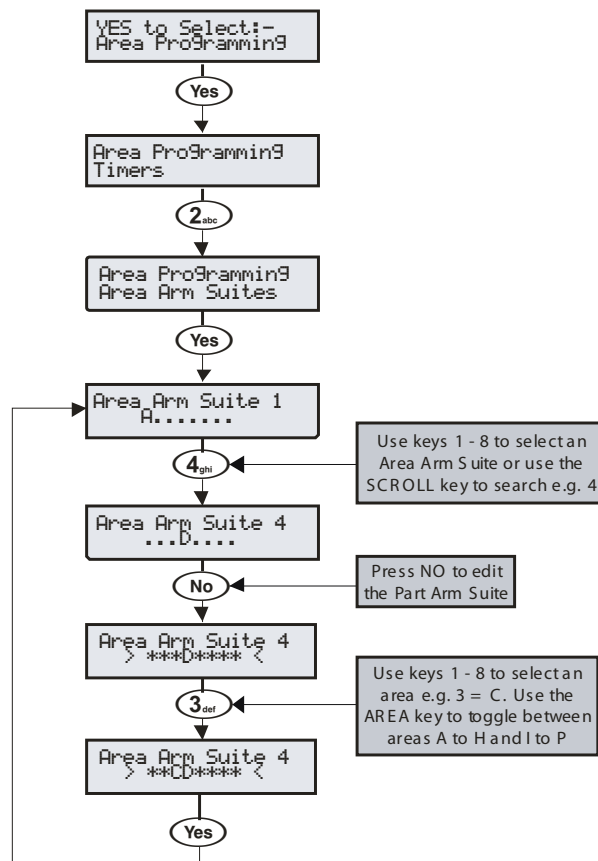 YES to Select:-
Area Programming
Yes
Area Programming
Timers
2abc
Area Programming
Area Arm Suites
Yes
Area Arm Suite 1
A.......
4ghi
Use keys 1 - 8 to select an
Area Arm Suite or use the
SCROLL key to search e.g. 4
Area Arm Suite 4
...D....
No
Press NO to edit
the Part Arm Suite
Area Arm Suite 4
> ***D**** <
3def
Use keys 1 - 8 to select an
area e.g. 3 = C. Use the
AREA key to toggle between
areas A to H and I to P
Area Arm Suite 4
> **CD**** <
Yes